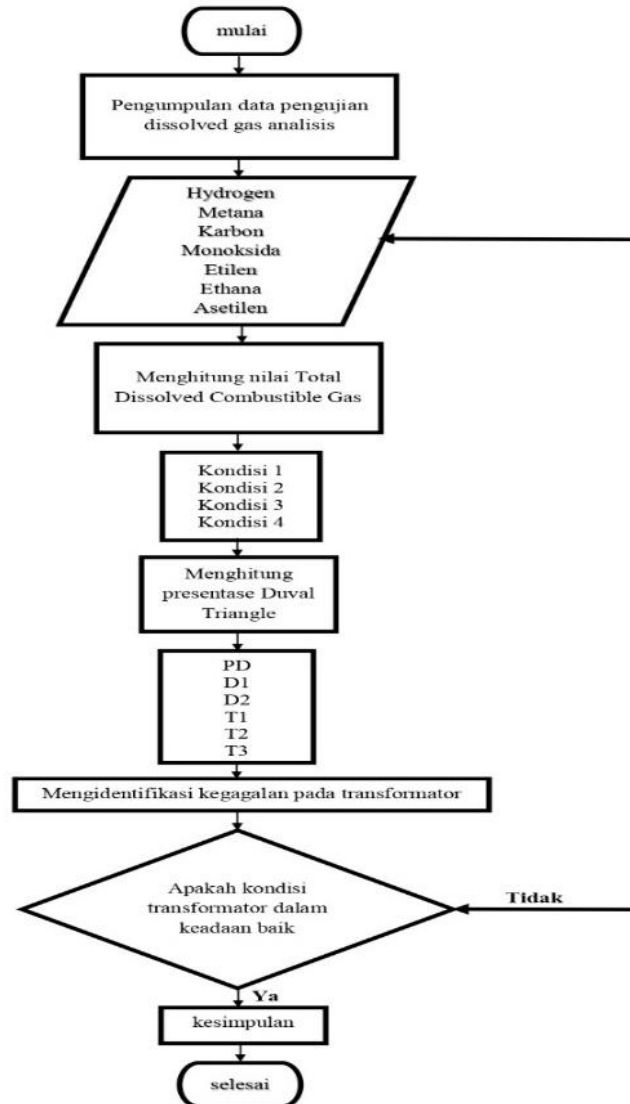 mulai
Pengumpulan data pengujian
dissolved gas analisis
Hydrogen
Metana
Karbon
Monoksida
Etilen
Ethana
Asetilen
Menghitung nilai Total
Dissolved Combustible Gas
Kondisi 1
Kondisi 2
Kondisi 3
Kondisi 4
Menghitung
presentase Duval
Triangle
PD
D1
D2
T1
T2
T3
Mengidentifikasi kegagalan pada transformator
Apakah kondisi
transformator dalam
keadaan baik
Tidak
Ya
kesimpulan
selesai